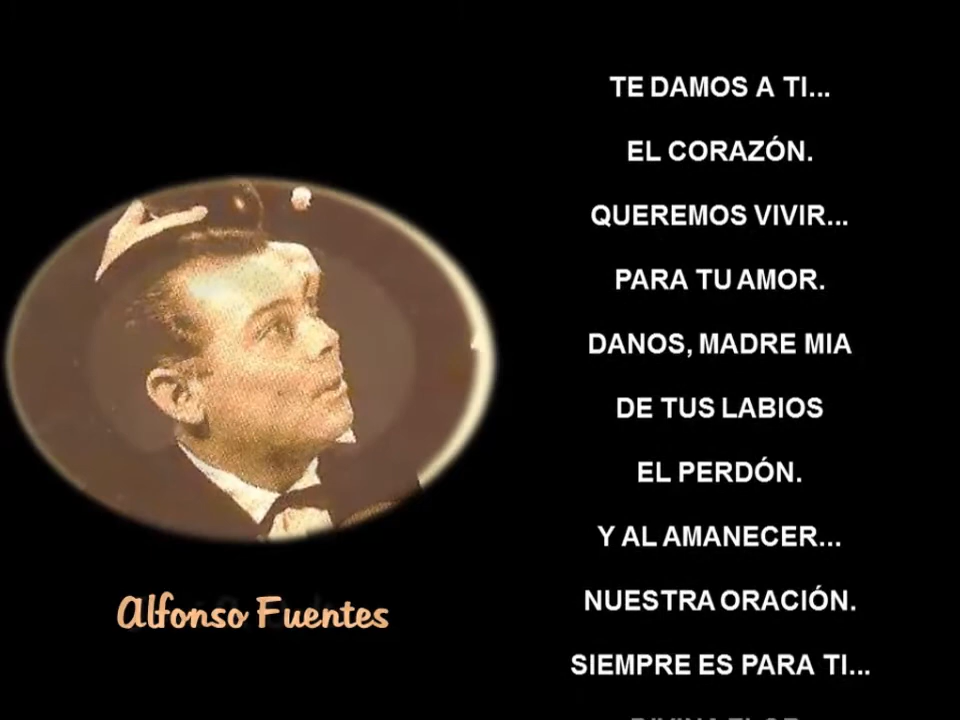 TE DAMOS A TI...
EL CORAZÓN.
QUEREMOS VIVIR...
PARA TU AMOR.
DANOS, MADRE MIA
DE TUS LABIOS
EL PERDÓN.
Y AL AMANECER...
NUESTRA ORACIÓN.
SIEMPRE ES PARA TI...
Alfonso Fuentes